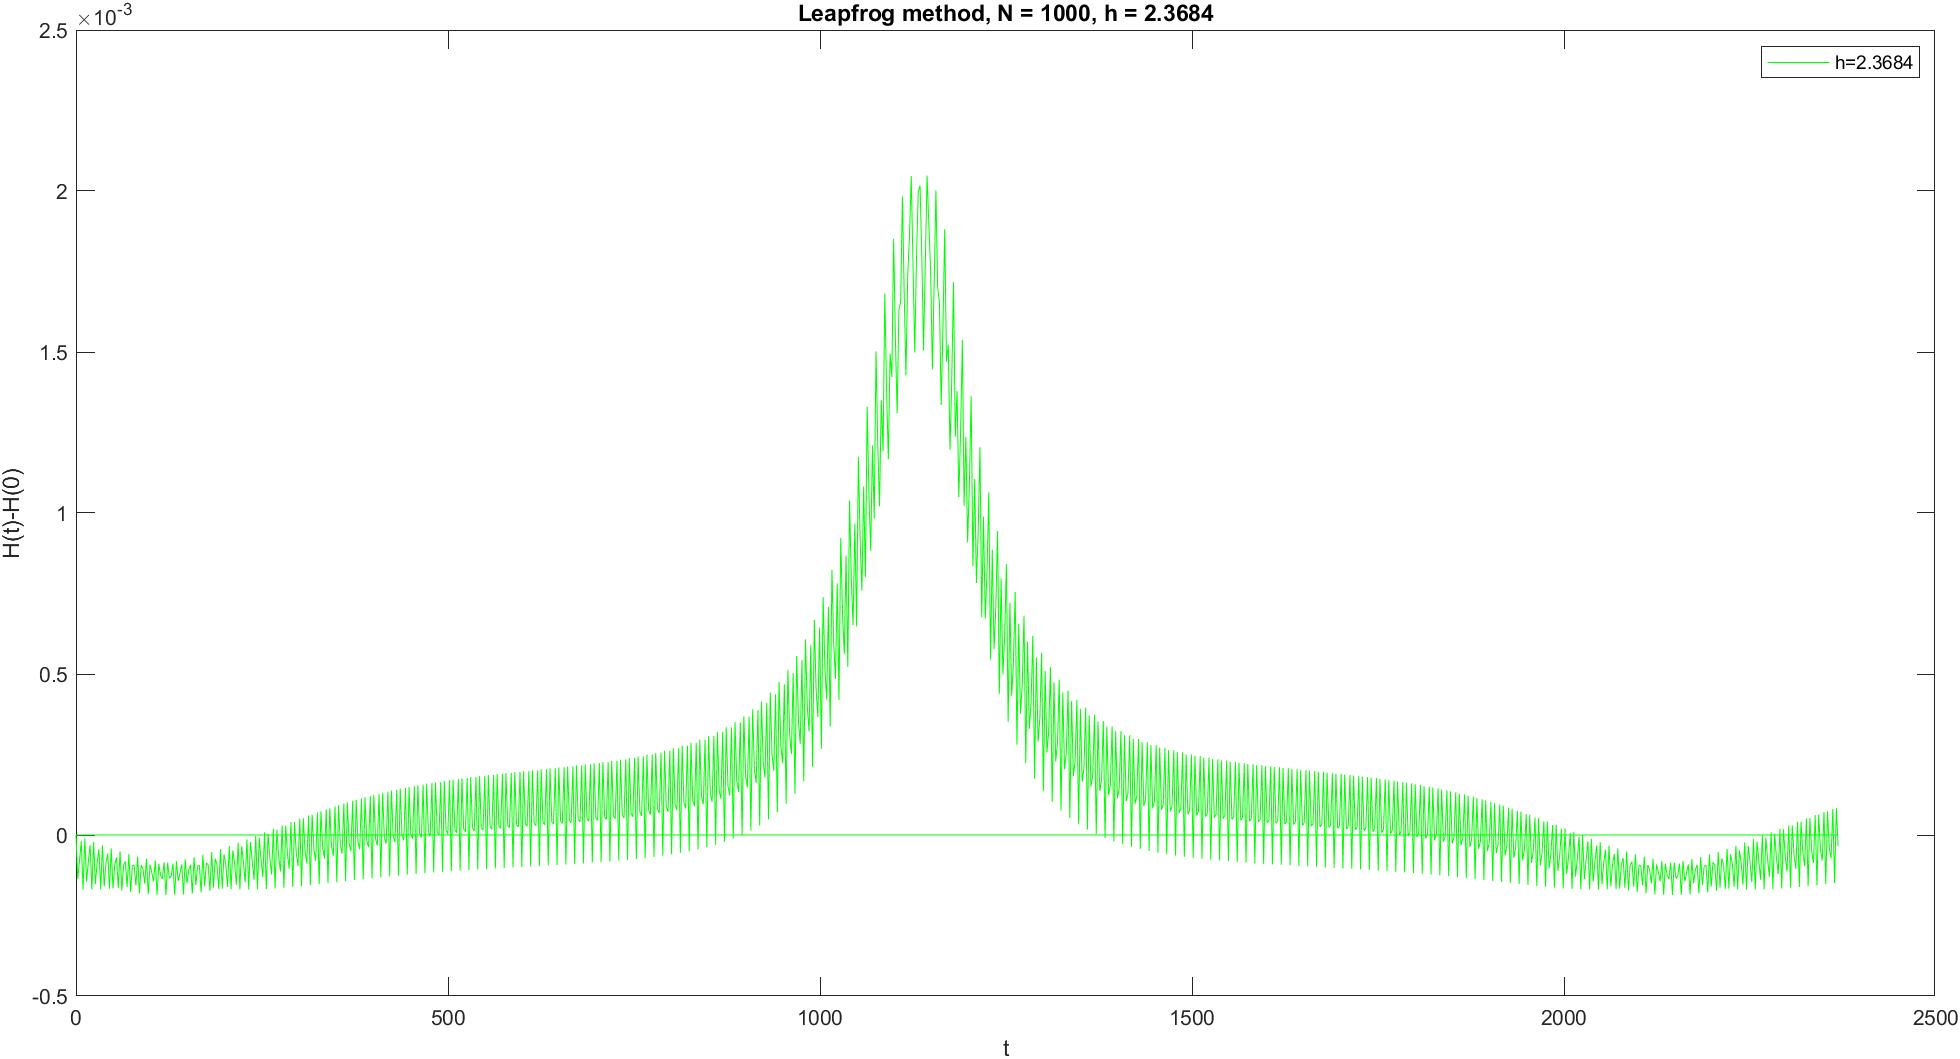 Leapfrog method, N = 1000, h = 2.3684
×10-3
h=2.3684
2.5
2
1.5
1
0.5
0
-0.5
H(t)-H(0)
0 500 1000 1500 2000 2500
t